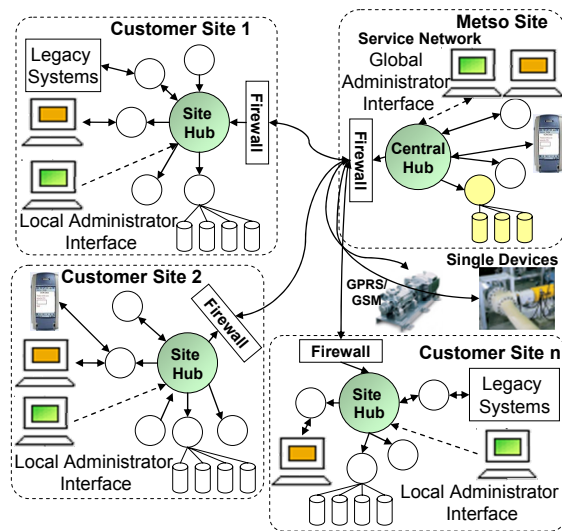 Customer Site 1
Legacy
Systems
Site
Hub
Firewall
Local Administrator
Interface
Metso Site
Service Network
Global
Administrator
Interface
Firewall
Central
Hub
Customer Site 2
Firewall
Site
Hub
Local Administrator
Interface
GPRS/
GSM
Single Devices
Customer Site n
Firewall
Site
Hub
Legacy
Systems
Local Administrator
Interface